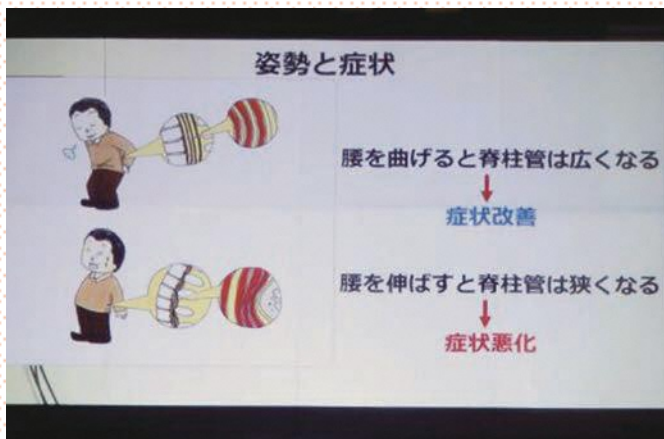 姿勢と症状
腰を曲げると脊柱管は広くなる
症状改善
腰を伸ばすと脊柱管は狭くなる
症状悪化